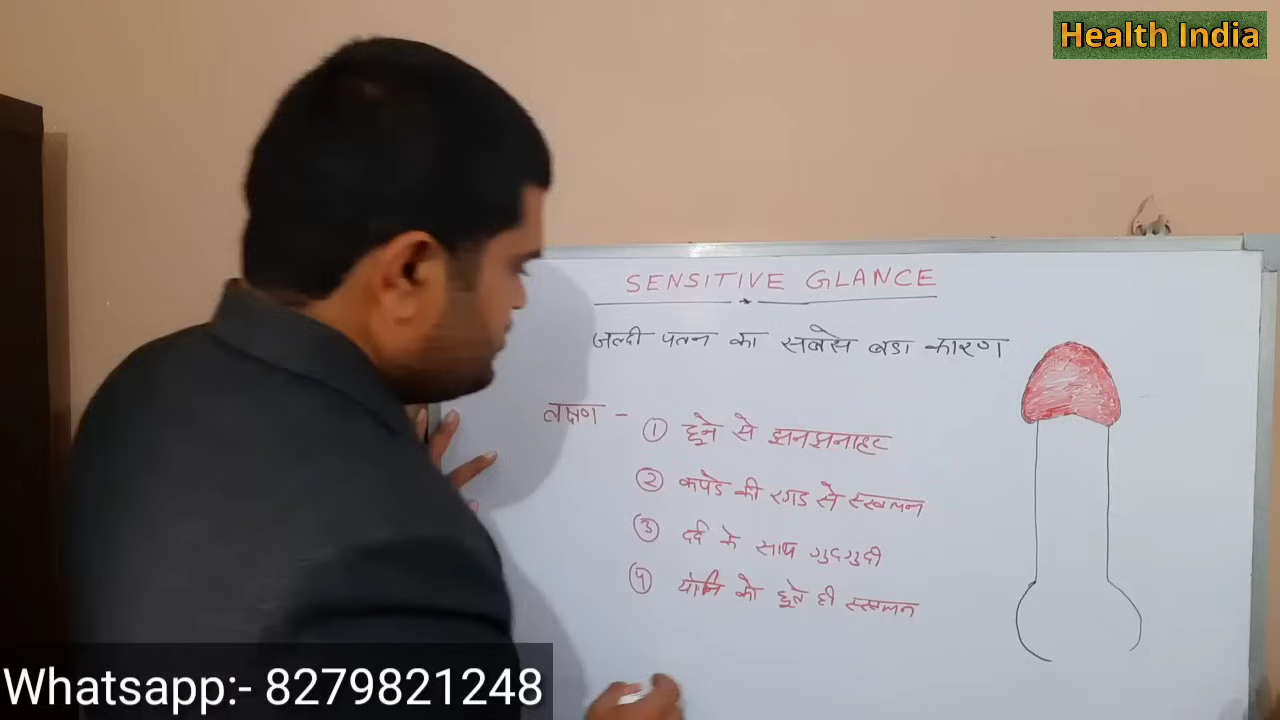 Health India
SENSITIVE GLANCE
जल्दी पतन का सबसे बडा कारण
लक्षण -
① छूने से झनझनाहट
② कपडे की रगड से स्खलन
③ दर्द के साथ गुदगुदी
④ योनि को छूते ही स्खलन
Whatsapp:- 8279821248